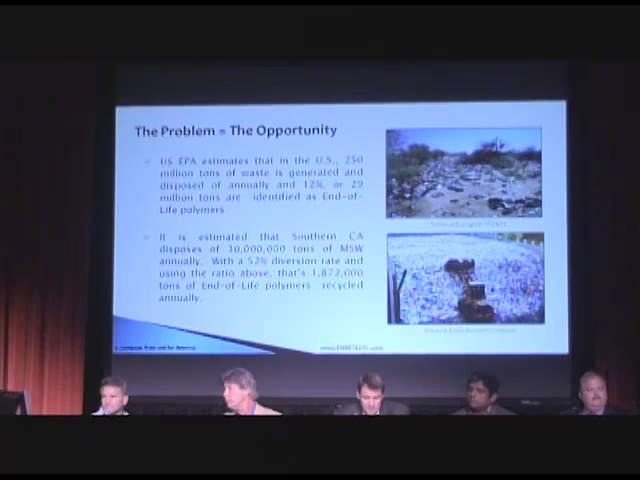 The Problem = The Opportunity
US EPA estimates that in the U.S., 250
million tons of waste is generated and
disposed of annually and 12%, or 29
million tons are identified as End-of-
Life polymers.
It is estimated that Southern CA
disposes of 30,000,000 tons of MSW
annually. With a 52% diversion rate and
using the ratio above, that's 1,872,000
tons of End-of-Life polymers recycled
annually.